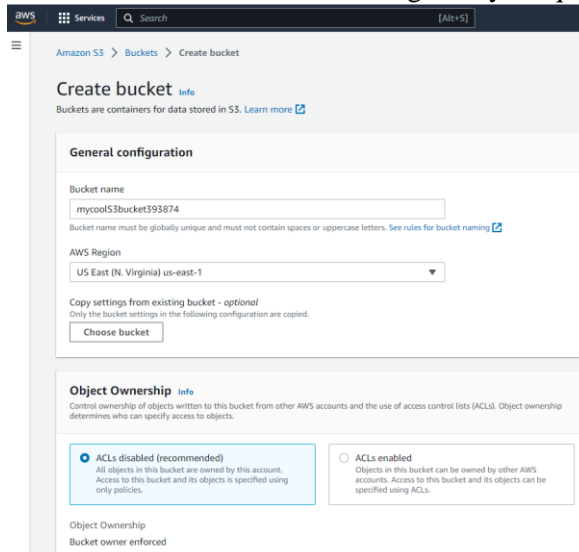 aws Services Search [Alt+S]
Amazon S3 > Buckets > Create bucket
Create bucket Info
Buckets are containers for data stored in S3. Learn more
General configuration
Bucket name
mycoolS3bucket393874
Bucket name must be globally unique and must not contain spaces or uppercase letters. See rules for bucket naming
AWS Region
US East (N. Virginia) us-east-1
Copy settings from existing bucket - optional
Only the bucket settings in the following configuration are copied.
Choose bucket
Object Ownership Info
Control ownership of objects written to this bucket from other AWS accounts and the use of access control lists (ACLs). Object ownership
determines who can specify access to objects.
ACLs disabled (recommended)
All objects in this bucket are owned by this account.
Access to this bucket and its objects is specified using
only policies.
ACLs enabled
Objects in this bucket can be owned by other AWS
accounts. Access to this bucket and its objects can be
specified using ACLs.
Object Ownership
Bucket owner enforced